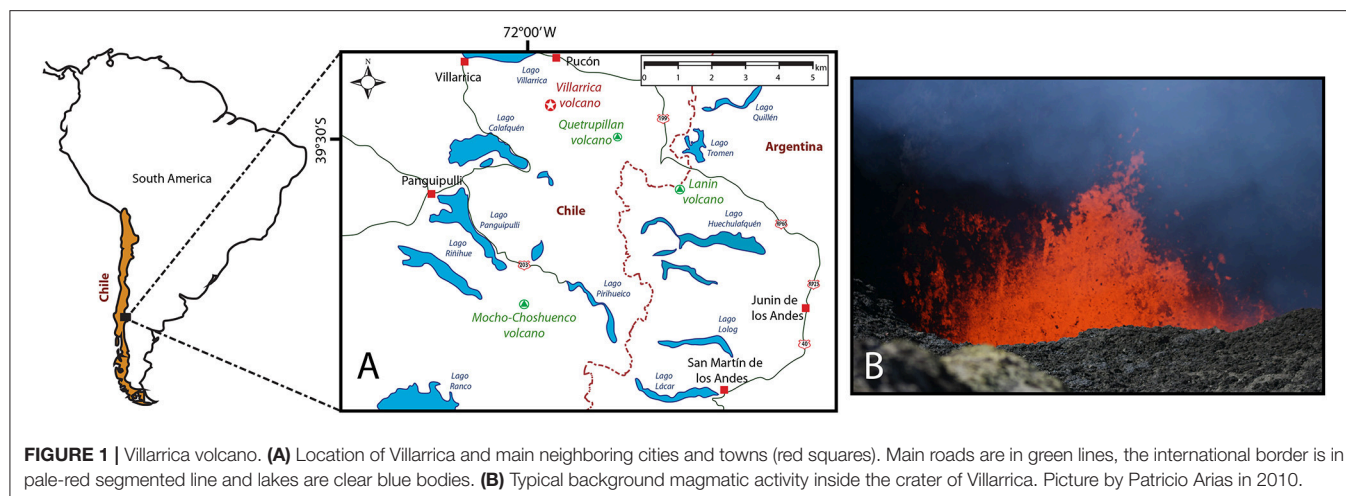 72°00'W
39°30'S
South America
Chile
N
Villarrica
Lago
Villarrica
Pucón
0 1 2 3 4 5
km
Villarrica
volcano
Lago
Quillén
Lago
Calafquén
Quetrupillan
volcano
199
Lago
Tromen
Argentina
Panguipulli
Lanin
volcano
Chile
Lago
Panguipulli
Lago
Huechulafquén
Lago
Riñihue
203
Lago
Pirihueico
Mocho-Choshuenco
volcano
Junin de
los Andes
Lago
Lolog
40
A
San Martín de
los Andes
Lago
Ranco
Lago
Lácar
B
FIGURE 1 | Villarrica volcano. (A) Location of Villarrica and main neighboring cities and towns (red squares). Main roads are in green lines, the international border is in
pale-red segmented line and lakes are clear blue bodies. (B) Typical background magmatic activity inside the crater of Villarrica. Picture by Patricio Arias in 2010.